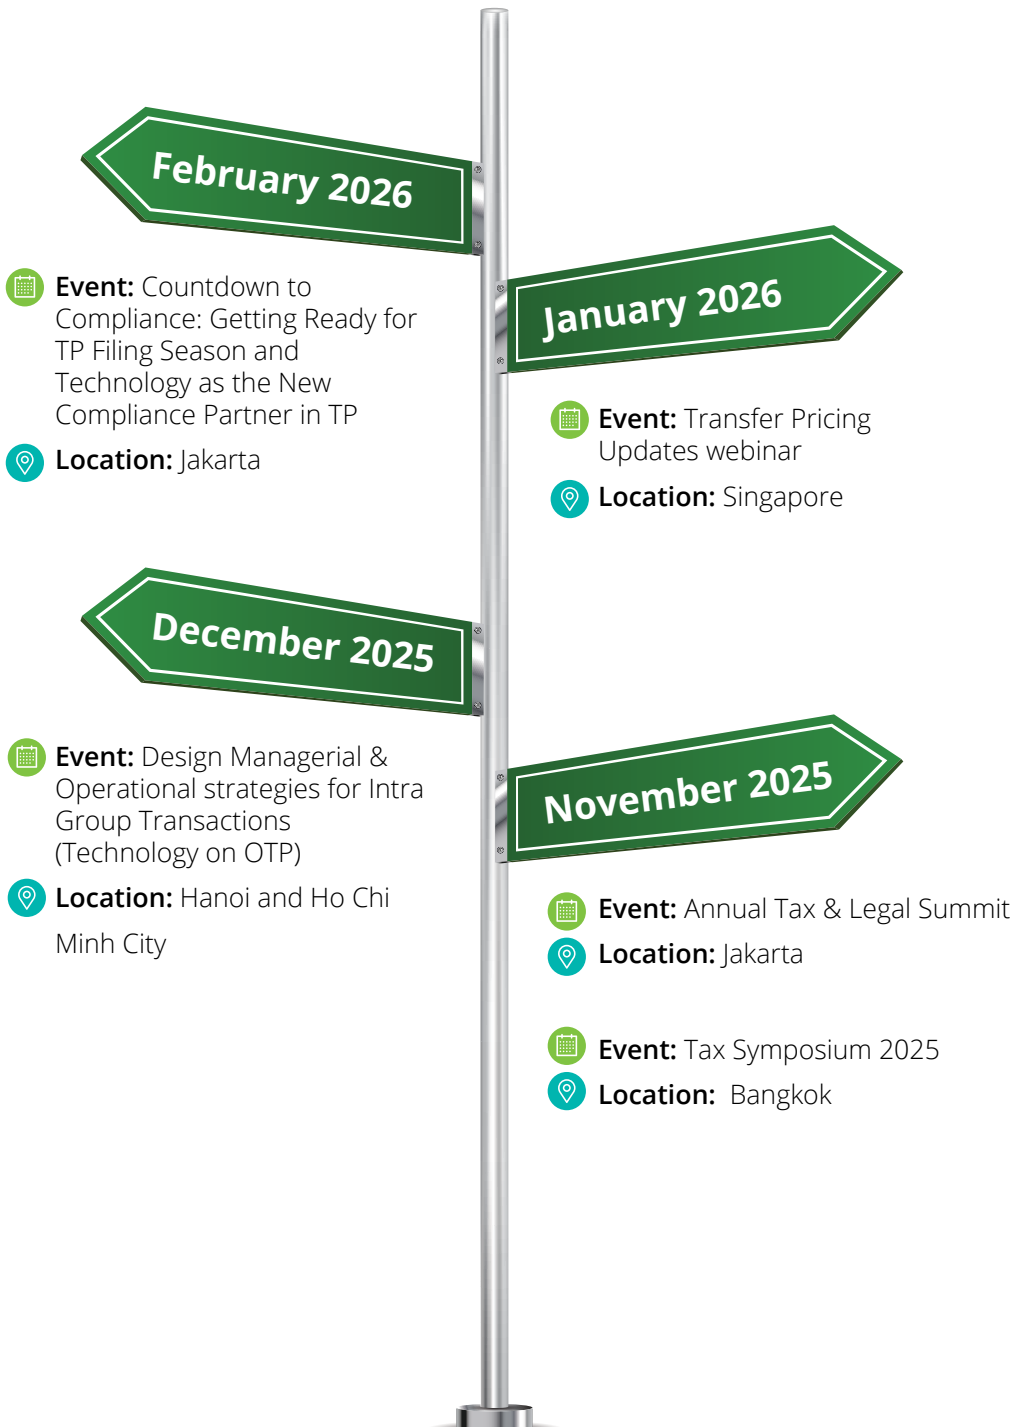 February 2026
Event: Countdown to
Compliance: Getting Ready for
TP Filing Season and
Technology as the New
Compliance Partner in TP
Location: Jakarta
January 2026
Event: Transfer Pricing
Updates webinar
Location: Singapore
December 2025
Event: Design Managerial &
Operational strategies for Intra
Group Transactions
(Technology on OTP)
Location: Hanoi and Ho Chi
Minh City
November 2025
Event: Annual Tax & Legal Summit
Location: Jakarta
Event: Tax Symposium 2025
Location: Bangkok